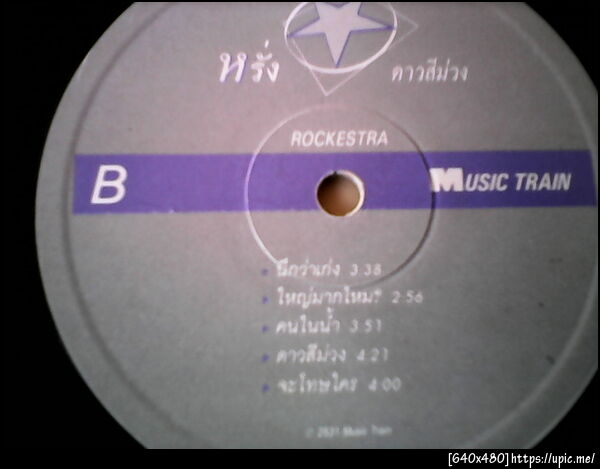 หรั่ง
ดาวสีม่วง
ROCKESTRA
B
MUSIC TRAIN
นึกว่าเก่ง 3:38
ใหญ่มากไหม? 2:56
คนในน้ำ 3:51
ดาวสีม่วง 4:21
จะโทษใคร 4:00
℗ 2531 Music Train
[640x480]https://upic.me/